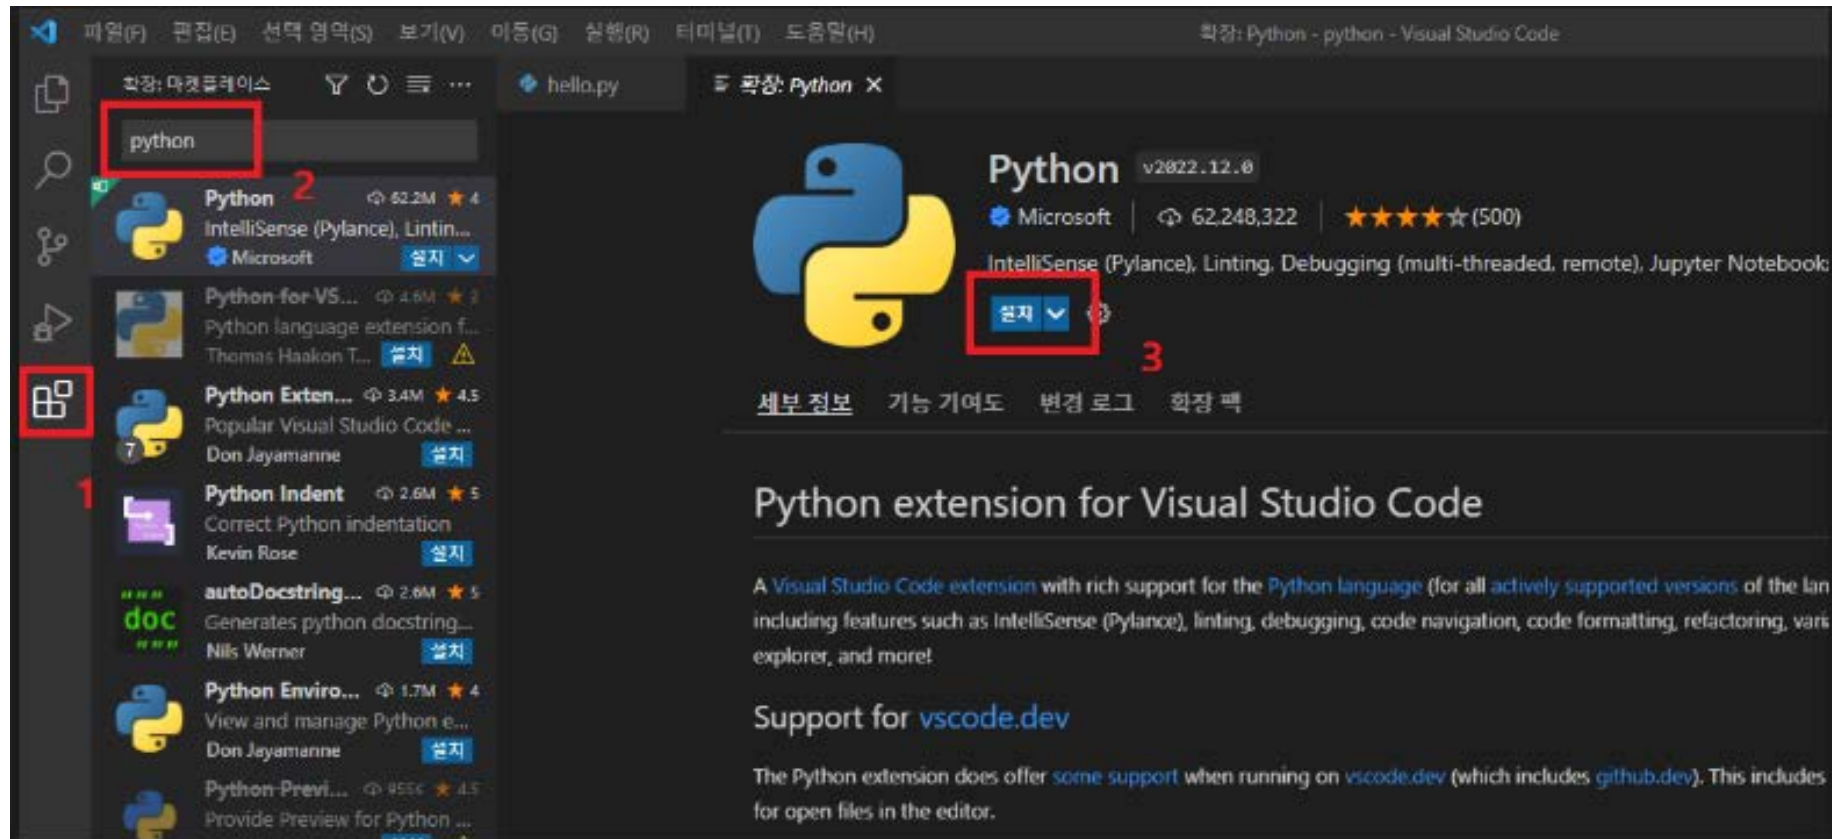 파일(F) 편집(E) 선택 영역(S) 보기(V) 이동(G) 실행(R) 터미널(T) 도움말(H) 확장: Python - python - Visual Studio Code
확장: 마켓플레이스
hello.py
확장: Python
python
2
Python 62.2M 4
IntelliSense (Pylance), Lintin...
Microsoft 설치
Python for VS... 4.6M 3
Python language extension f...
Thomas Haakon T... 설치
Python Exten... 3.4M 4.5
Popular Visual Studio Code ...
7
Don Jayamanne 설치
1
Python Indent 2.6M 5
Correct Python indentation
Kevin Rose 설치
autoDocstring... 2.6M 5
"""
doc
"""
Generates python docstring...
Nils Werner 설치
Python Enviro... 1.7M 4
View and manage Python e...
Don Jayamanne 설치
Python Previ... 955K 4.5
Provide Preview for Python ...
Python v2022.12.0
Microsoft 62,248,322 (500)
IntelliSense (Pylance), Linting, Debugging (multi-threaded, remote), Jupyter Notebook
설치
3
세부 정보 기능 기여도 변경 로그 확장 팩
Python extension for Visual Studio Code
A Visual Studio Code extension with rich support for the Python language (for all actively supported versions of the lan
including features such as IntelliSense (Pylance), linting, debugging, code navigation, code formatting, refactoring, vari
explorer, and more!
Support for vscode.dev
The Python extension does offer some support when running on vscode.dev (which includes github.dev). This includes
for open files in the editor.